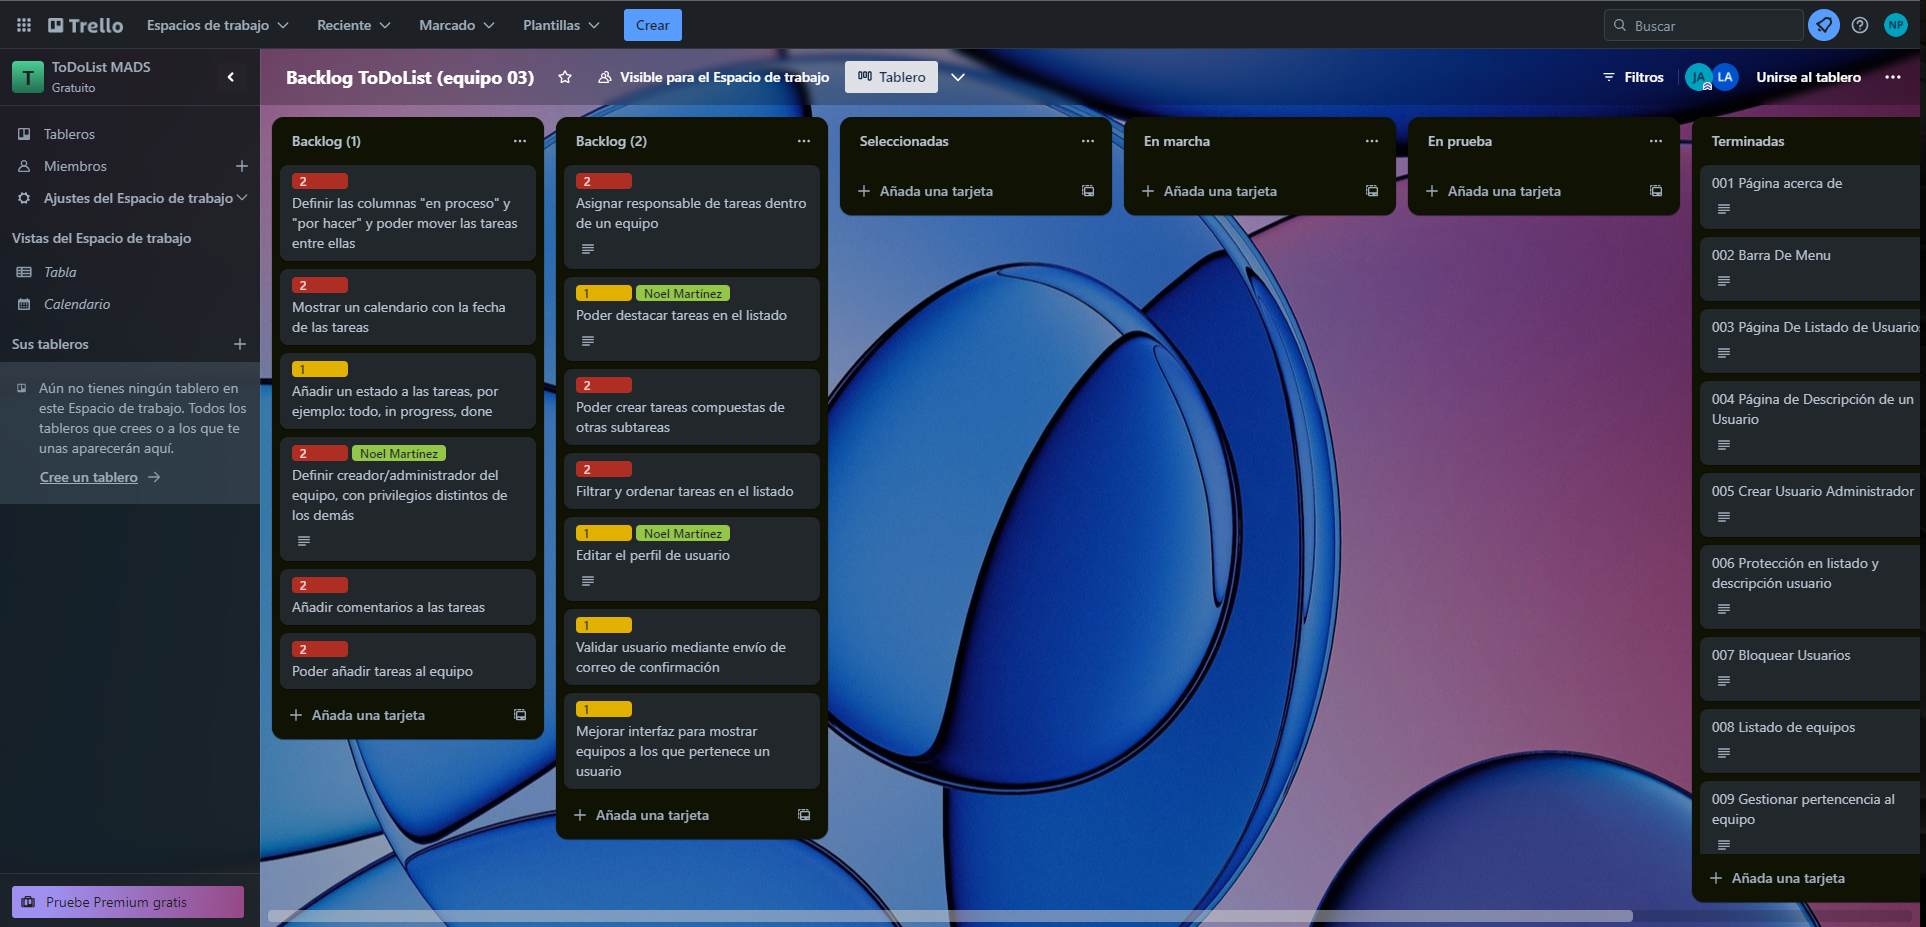 Trello
Espacios de trabajo
Reciente
Marcado
Plantillas
Crear
Buscar
NP
T
ToDoList MADS
Gratuito
Tableros
Miembros
Ajustes del Espacio de trabajo
Vistas del Espacio de trabajo
Tabla
Calendario
Sus tableros
Aún no tienes ningún tablero en
este Espacio de trabajo. Todos los
tableros que crees o a los que te
unas aparecerán aquí.
Cree un tablero
Pruebe Premium gratis
Backlog ToDoList (equipo 03)
Visible para el Espacio de trabajo
Tablero
Filtros
JA
LA
Unirse al tablero
Backlog (1)
2
Definir las columnas "en proceso" y
"por hacer" y poder mover las tareas
entre ellas
2
Mostrar un calendario con la fecha
de las tareas
1
Añadir un estado a las tareas, por
ejemplo: todo, in progress, done
2
Noel Martínez
Definir creador/administrador del
equipo, con privilegios distintos de
los demás
2
Añadir comentarios a las tareas
2
Poder añadir tareas al equipo
Añada una tarjeta
Backlog (2)
2
Asignar responsable de tareas dentro
de un equipo
1
Noel Martínez
Poder destacar tareas en el listado
2
Poder crear tareas compuestas de
otras subtareas
2
Filtrar y ordenar tareas en el listado
1
Noel Martínez
Editar el perfil de usuario
1
Validar usuario mediante envío de
correo de confirmación
1
Mejorar interfaz para mostrar
equipos a los que pertenece un
usuario
Añada una tarjeta
Seleccionadas
Añada una tarjeta
En marcha
Añada una tarjeta
En prueba
Añada una tarjeta
Terminadas
001 Página acerca de
002 Barra De Menu
003 Página De Listado de Usuario
004 Página de Descripción de un
Usuario
005 Crear Usuario Administrador
006 Protección en listado y
descripción usuario
007 Bloquear Usuarios
008 Listado de equipos
009 Gestionar pertencencia al
equipo
Añada una tarjeta